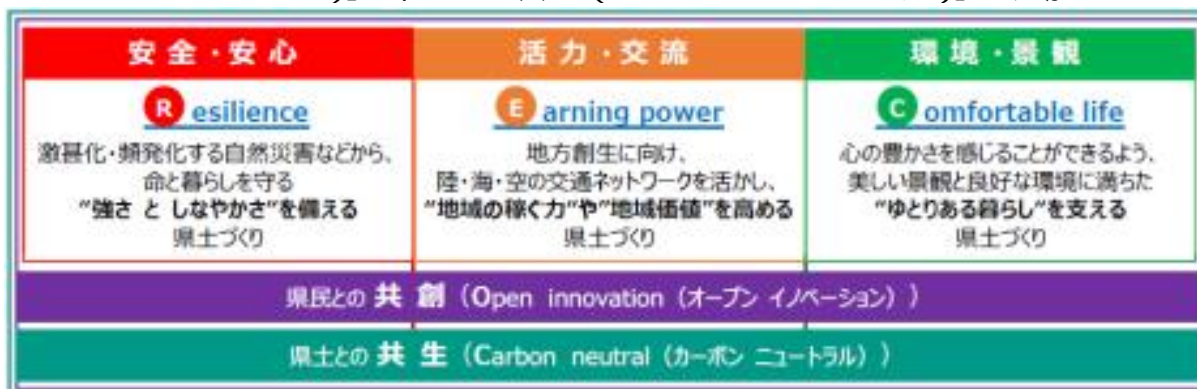 安全・安心
Resilience
激甚化・頻発化する自然災害などから、
命と暮らしを守る
“強さ と しなやかさ”を備える
県土づくり
活力・交流
Earning power
地方創生に向け、
陸・海・空の交通ネットワークを活かし、
“地域の稼ぐ力”や“地域価値”を高める
県土づくり
環境・景観
Comfortable life
心の豊かさを感じることができるよう、
美しい景観と良好な環境に満ちた
“ゆとりある暮らし”を支える
県土づくり
県民との 共 創（Open innovation（オープン イノベーション））
県土との 共 生（Carbon neutral（カーボン ニュートラル））